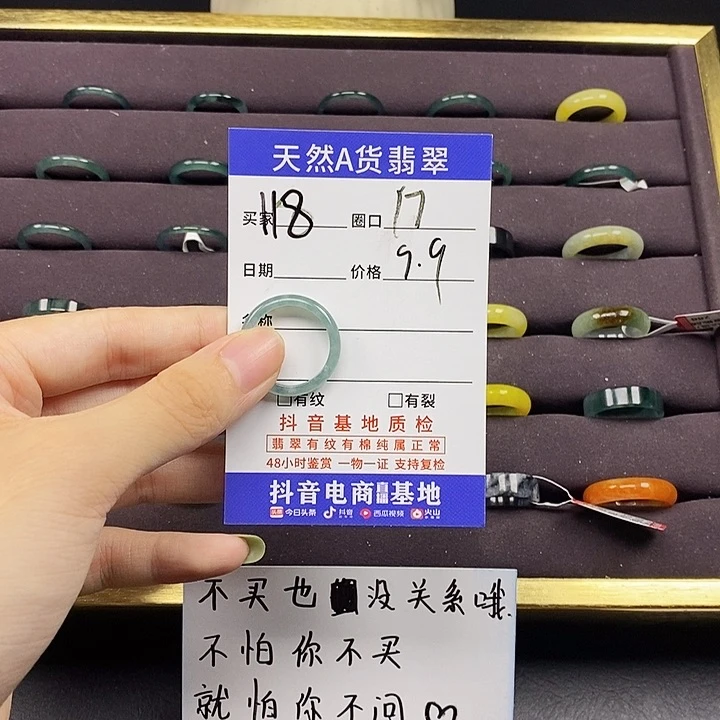 天然A货翡翠
买家 118 圈口 17
日期 价格 9.9
名称
□有纹 □有裂
抖音基地质检
翡翠有纹有棉纯属正常
48小时鉴赏 一物一证 支持复检
抖音电商直播基地
头条 今日头条 抖音 西瓜视频 火山
不买也没关系哦.
不怕你不买
就怕你不问♡